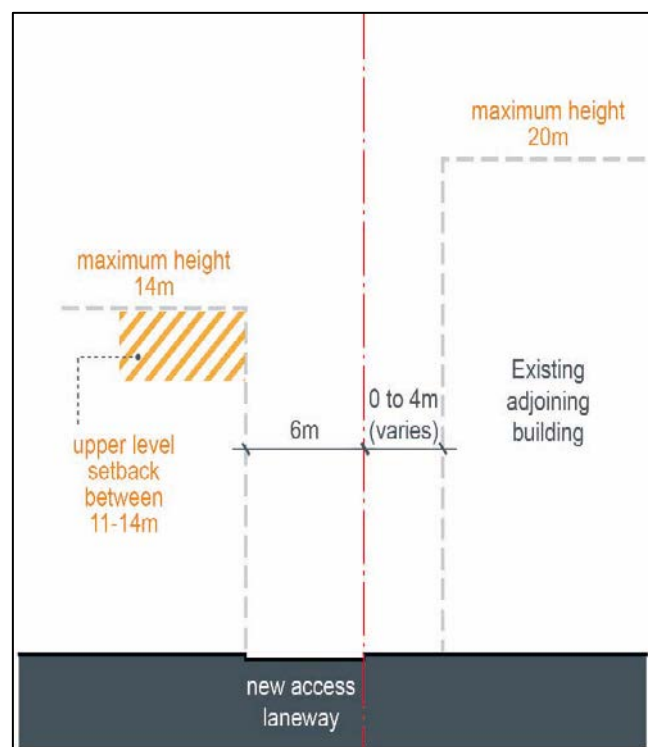 maximum height
20m
maximum height
14m
Existing
adjoining
building
0 to 4m
(varies)
6m
upper level
setback
between
11-14m
new access
laneway